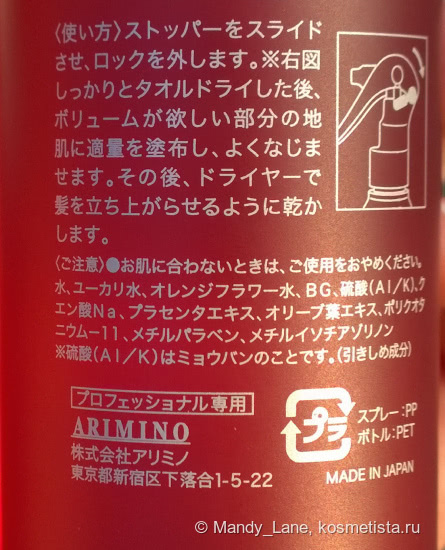 〈使い方〉ストッパーをスライド
させ、ロックを外します。※右図
しっかりとタオルドライした後、
ボリュームが欲しい部分の地
肌に適量を塗布し、よくなじま
せます。その後、ドライヤーで
髪を立ち上がらせるように乾か
します。
〈ご注意〉●お肌に合わないときは、ご使用をおやめください。
水、ユーカリ水、オレンジフラワー水、BG、硫酸(Al/K)、ク
エン酸Na、プラセンタエキス、オリーブ葉エキス、ポリクオタ
ニウム-11、メチルパラベン、メチルイソチアゾリノン
※硫酸(Al/K)はミョウバンのことです。(引きしめ成分)
プロフェッショナル専用
ARIMINO
株式会社アリミノ
東京都新宿区下落合1-5-22
プラ
スプレー:PP
ボトル:PET
MADE IN JAPAN
© Mandy_Lane, kosmetista.ru